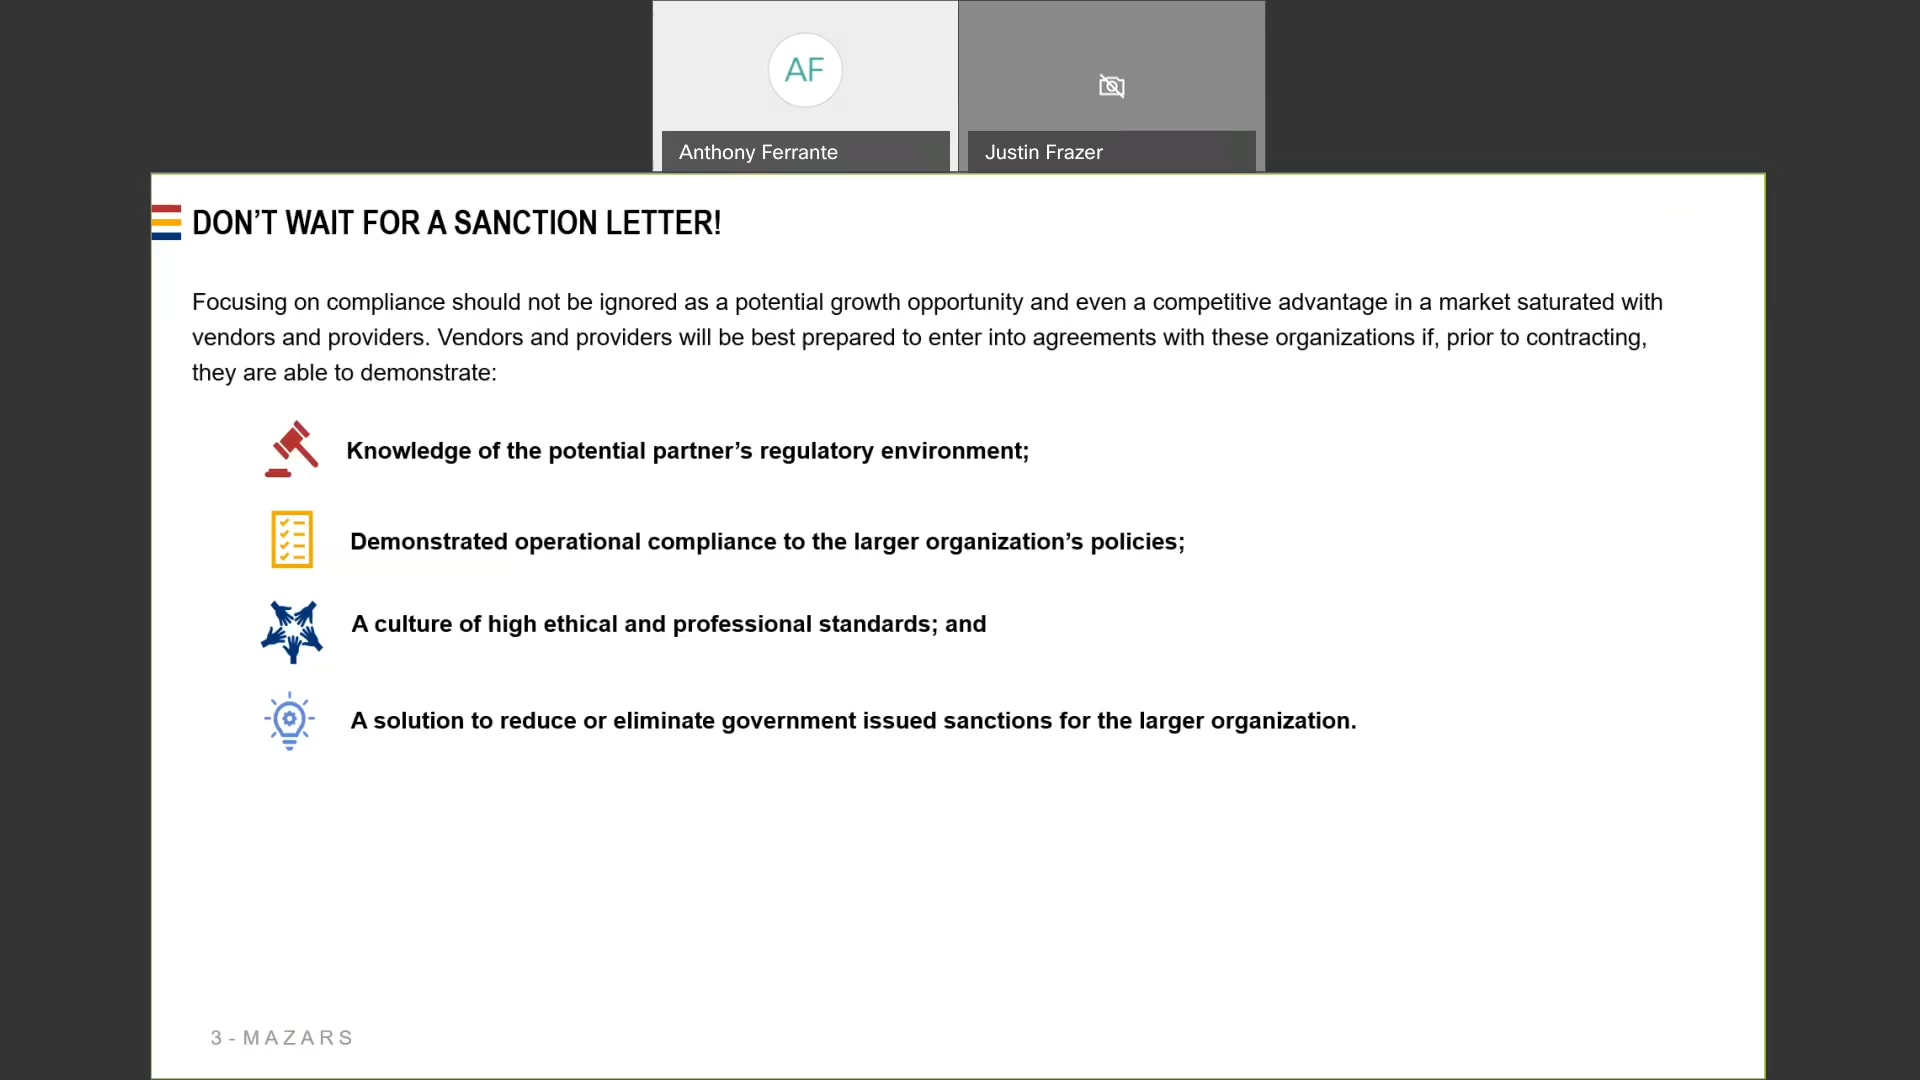 AF
Anthony Ferrante
Justin Frazer
DON’T WAIT FOR A SANCTION LETTER!
Focusing on compliance should not be ignored as a potential growth opportunity and even a competitive advantage in a market saturated with
vendors and providers. Vendors and providers will be best prepared to enter into agreements with these organizations if, prior to contracting,
they are able to demonstrate:
Knowledge of the potential partner’s regulatory environment;
Demonstrated operational compliance to the larger organization’s policies;
A culture of high ethical and professional standards; and
A solution to reduce or eliminate government issued sanctions for the larger organization.
3 - MAZARS